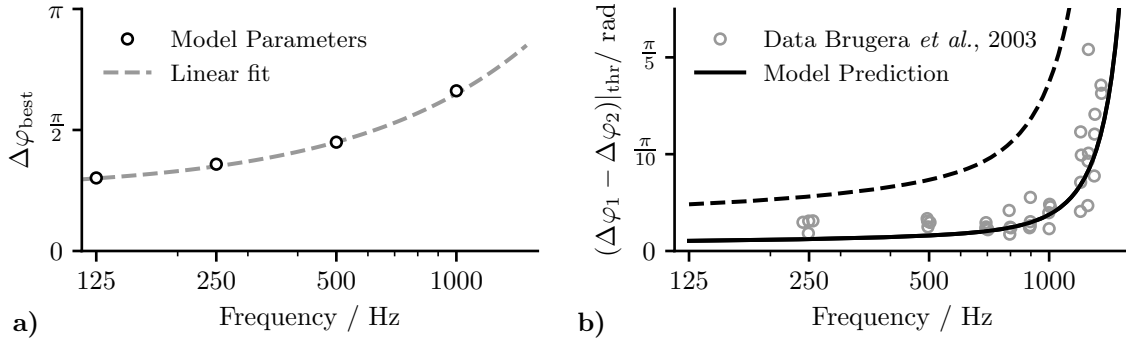 π
π/2
0
Δφbest
Model Parameters
Linear fit
125
250
500
1000
Frequency / Hz
a)
π/5
π/10
0
(Δφ1 − Δφ2)|thr/ rad
Data Brugera et al., 2003
Model Prediction
125
250
500
1000
Frequency / Hz
b)